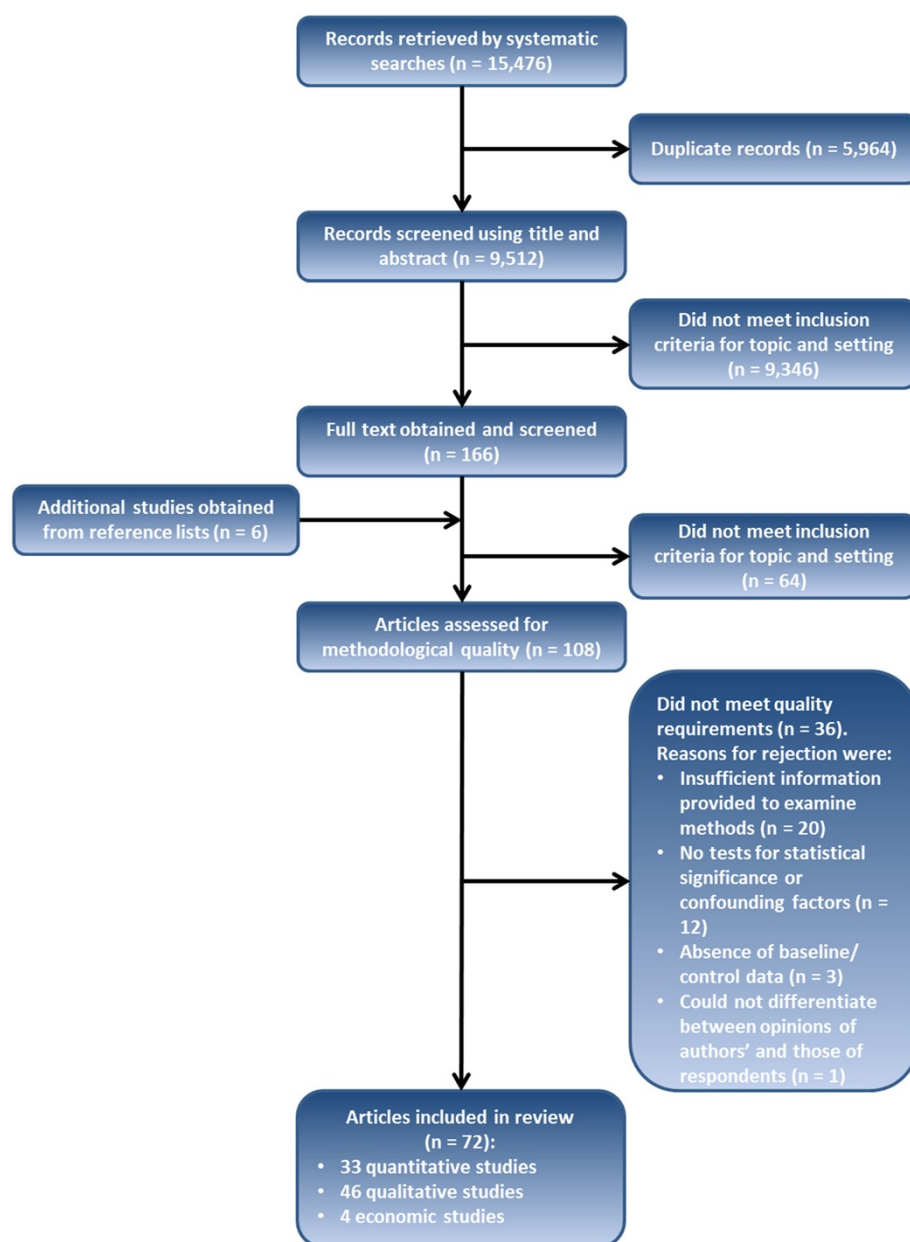 Records retrieved by systematic
searches (n = 15,476)
Duplicate records (n = 5,964)
Records screened using title and
abstract (n = 9,512)
Did not meet inclusion
criteria for topic and setting
(n = 9,346)
Full text obtained and screened
(n = 166)
Additional studies obtained
from reference lists (n = 6)
Did not meet inclusion
criteria for topic and setting
(n = 64)
Articles assessed for
methodological quality (n = 108)
Did not meet quality
requirements (n = 36).
Reasons for rejection were:
• Insufficient information
provided to examine
methods (n = 20)
• No tests for statistical
significance or
confounding factors (n =
12)
• Absence of baseline/
control data (n = 3)
• Could not differentiate
between opinions of
authors’ and those of
respondents (n = 1)
Articles included in review
(n = 72):
• 33 quantitative studies
• 46 qualitative studies
• 4 economic studies